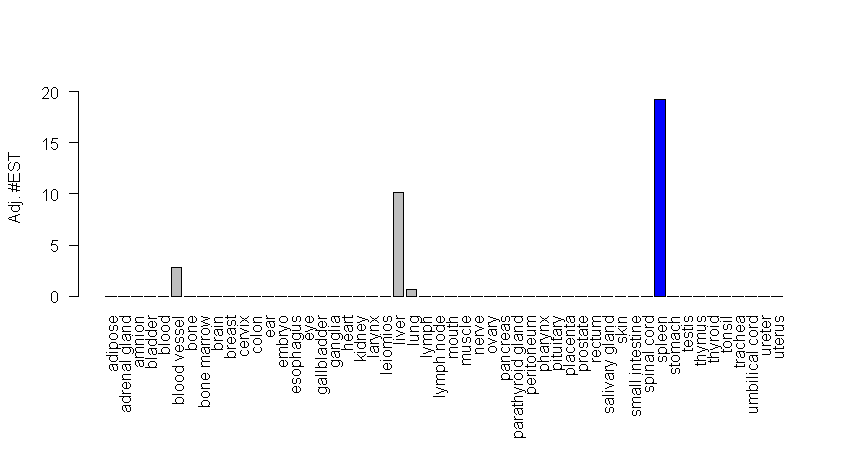 20
15
10
5
0
Adj. #EST
adipose
adrenal gland
amnion
bladder
blood
blood vessel
bone
bone marrow
brain
breast
cervix
colon
ear
embryo
esophagus
eye
gallbladder
ganglia
heart
kidney
larynx
leiomios
liver
lung
lymph
lymph node
mouth
muscle
nerve
ovary
pancreas
parathyroid gland
peritoneum
pharynx
pituitary
placenta
prostate
rectum
salivary gland
skin
small intestine
spinal cord
spleen
stomach
testis
thymus
thyroid
tonsil
trachea
umbilical cord
ureter
uterus